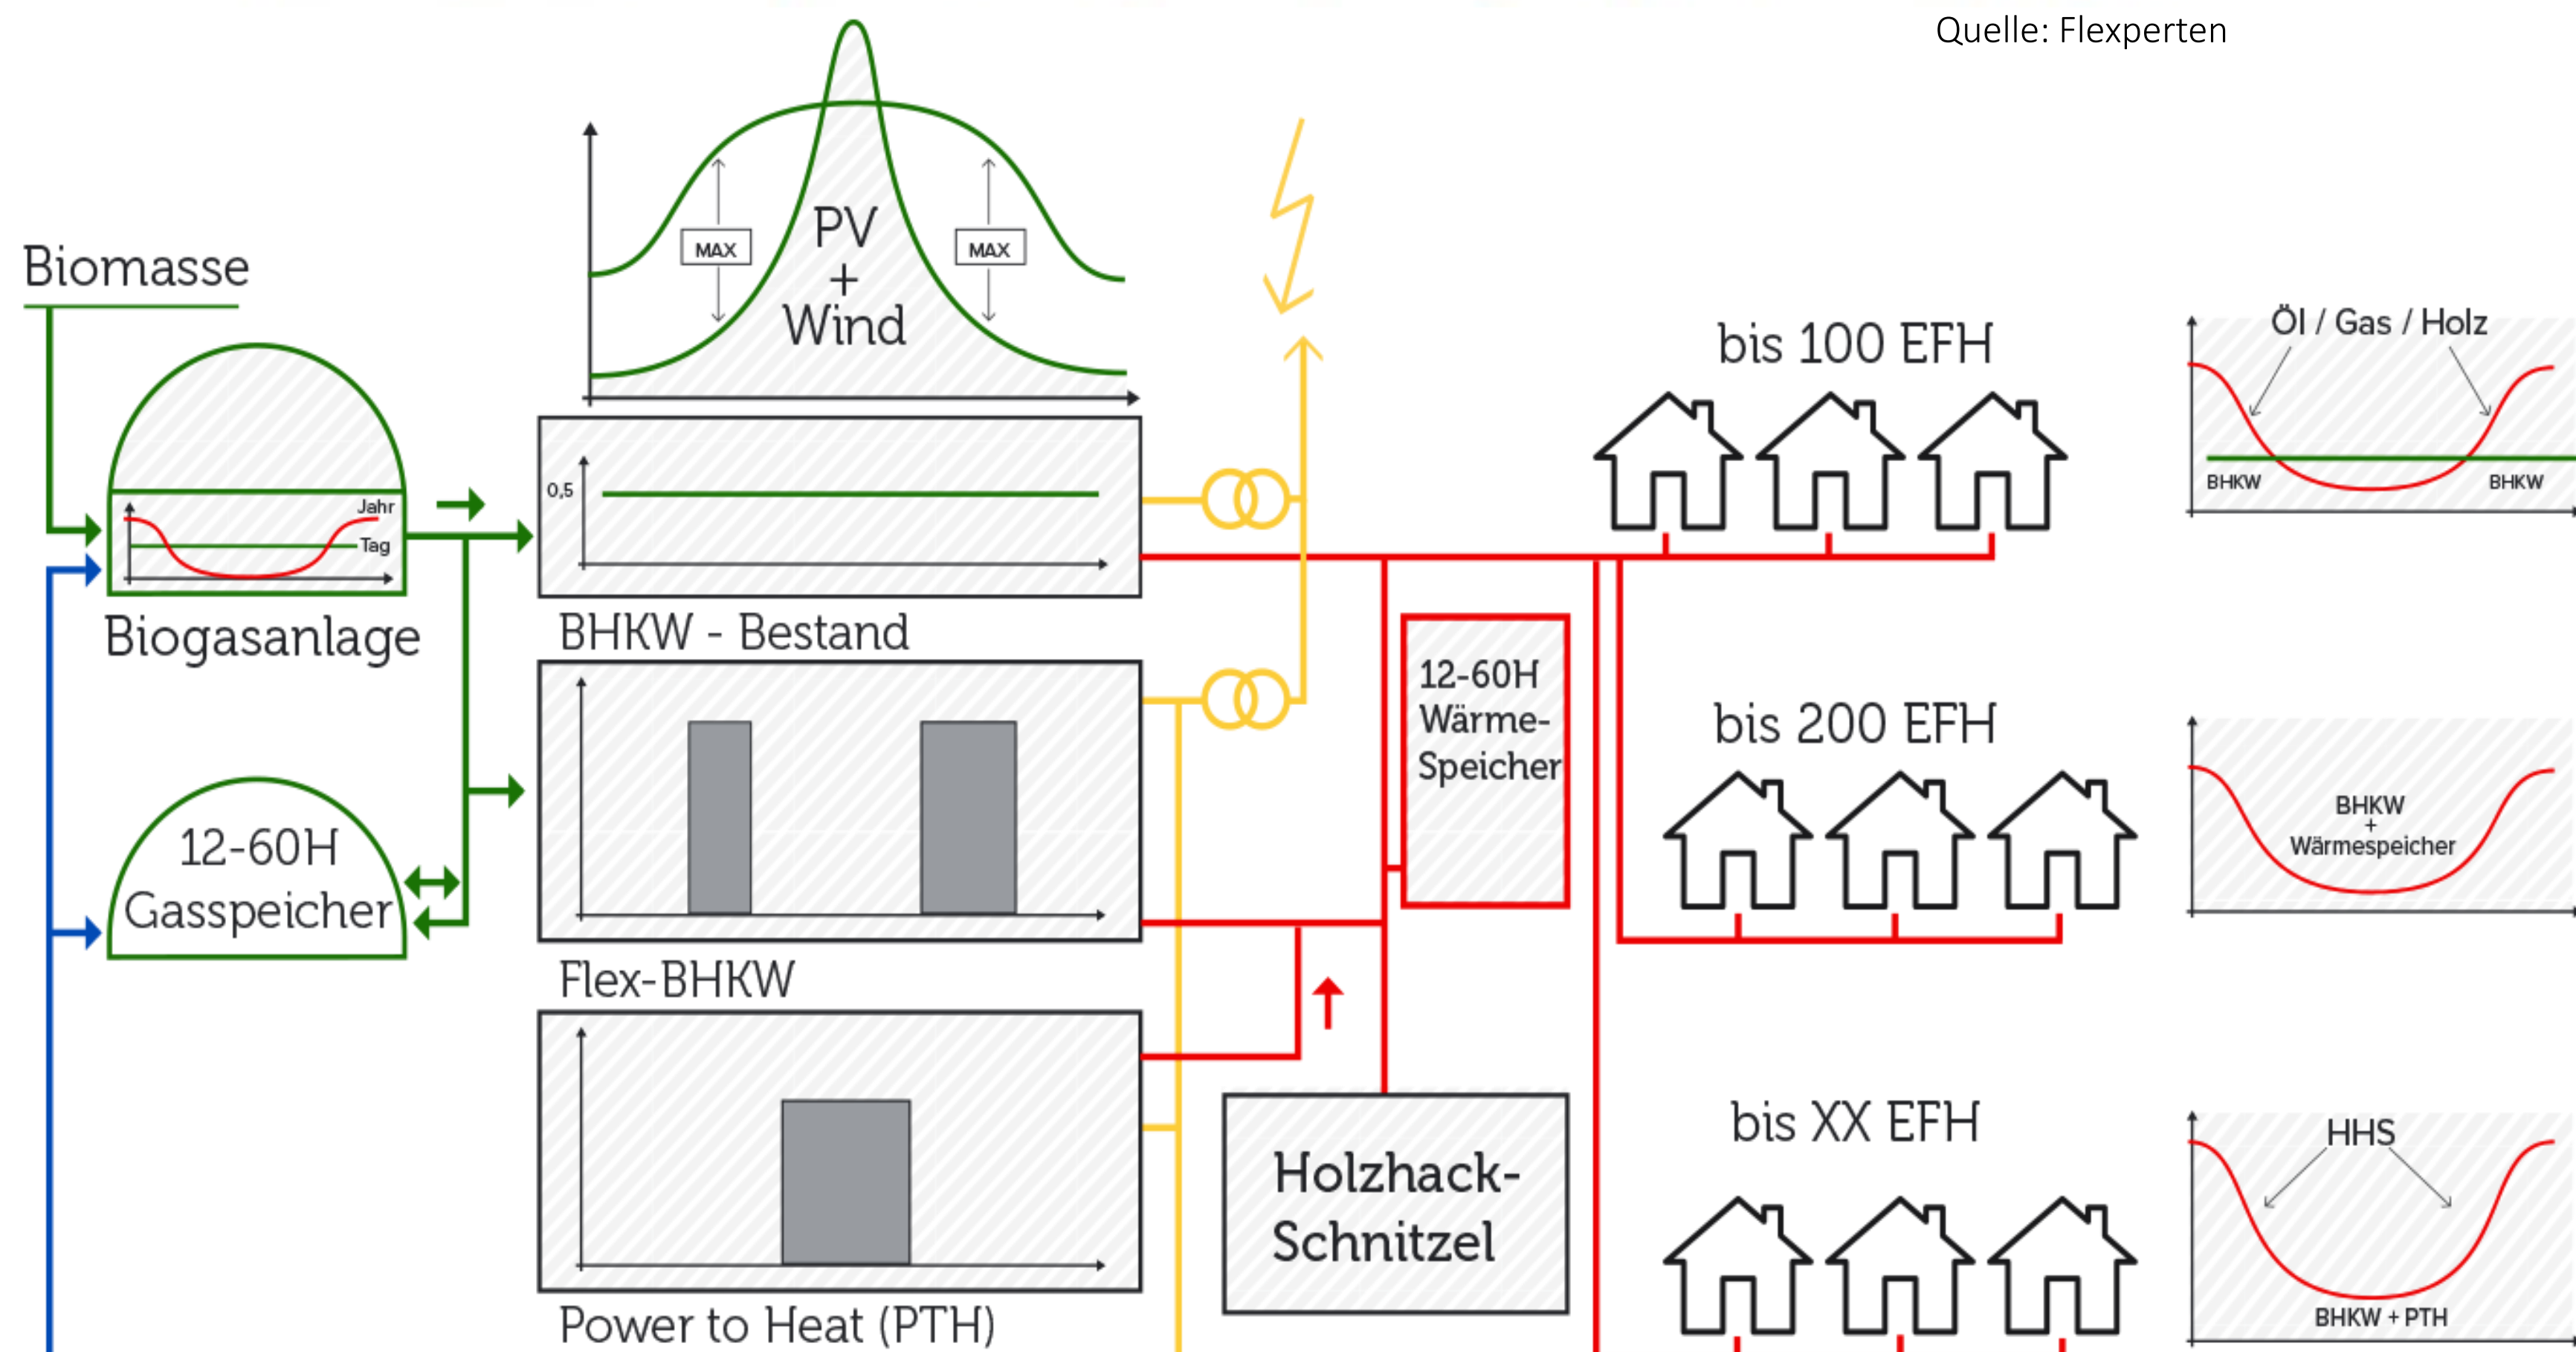 Quelle: Flexperten
Biomasse
MAX
PV
+
Wind
MAX
Jahr
Tag
Biogasanlage
12-60H
Gasspeicher
0,5
BHKW - Bestand
Flex-BHKW
Power to Heat (PTH)
12-60H
Wärme-
Speicher
Holzhack-
Schnitzel
bis 100 EFH
Öl / Gas / Holz
BHKW
BHKW
bis 200 EFH
BHKW
+
Wärmespeicher
bis XX EFH
HHS
BHKW + PTH